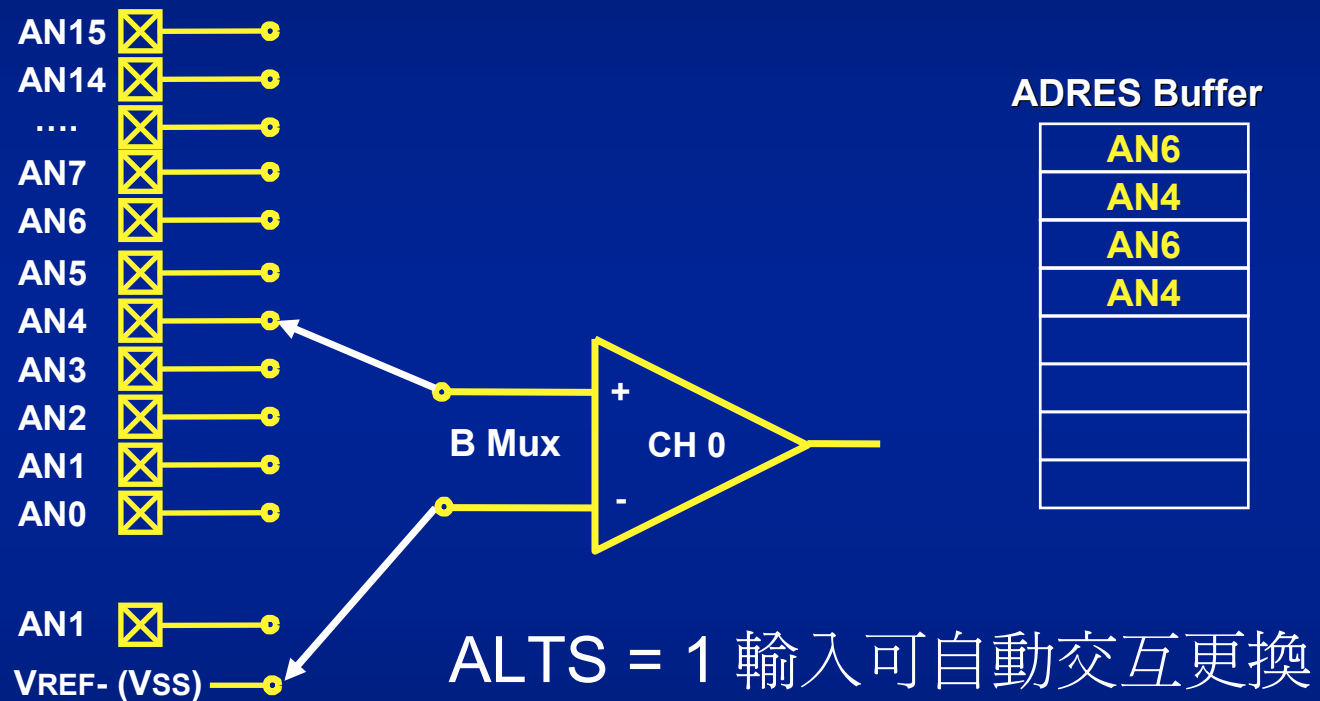 AN15
AN14
....
AN7
AN6
AN5
AN4
AN3
AN2
AN1
AN0
AN1
VREF- (VSS)
B Mux
+
CH 0
-
ADRES Buffer
AN6
AN4
AN6
AN4
ALTS = 1 輸入可自動交互更換